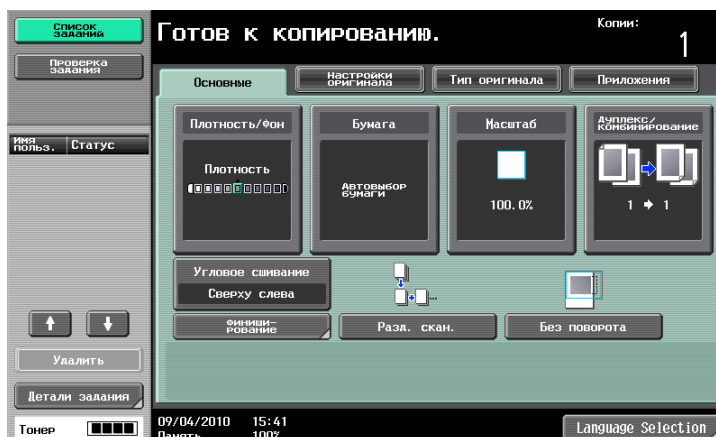 Список
заданий
Готов к копированию.
Копии:
1
Проверка
задания
Основные
Настройки
оригинала
Тип оригинала
Приложения
Имя
польз.
Статус
Плотность/Фон
Бумага
Масштаб
Дуплекс/
комбинирование
Плотность
Автовыбор
бумаги
100.0%
1 → 1
Угловое сшивание
Сверху слева
Финиши-
рование
Разд. скан.
Без поворота
Удалить
Детали задания
Тонер
09/04/2010 15:41
Память 100%
Language Selection